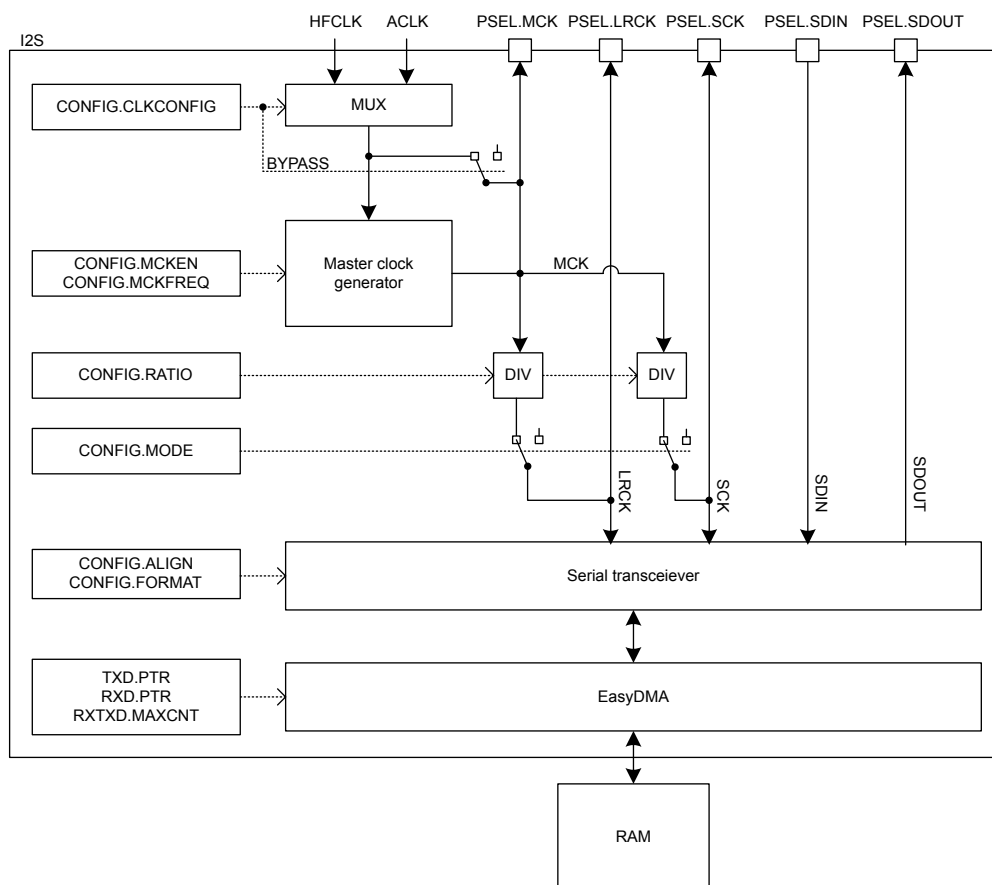 HFCLK
ACLK
PSEL.MCK
PSEL.LRCK
PSEL.SCK
PSEL.SDIN
PSEL.SDOUT
I2S
CONFIG.CLKCONFIG
MUX
BYPASS
CONFIG.MCKEN
CONFIG.MCKFREQ
Master clock
generator
MCK
CONFIG.RATIO
DIV
DIV
CONFIG.MODE
LRCK
SCK
SDIN
SDOUT
CONFIG.ALIGN
CONFIG.FORMAT
Serial transceiever
TXD.PTR
RXD.PTR
RXTXD.MAXCNT
EasyDMA
RAM